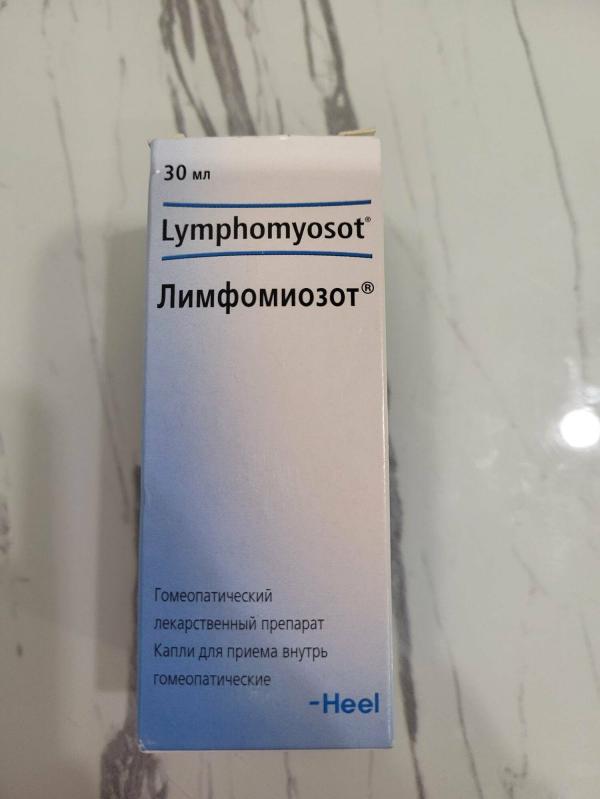 30 мл
Lymphomyosot®
Лимфомиозот®
Гомеопатический
лекарственный препарат
Капли для приема внутрь
гомеопатические
-Heel